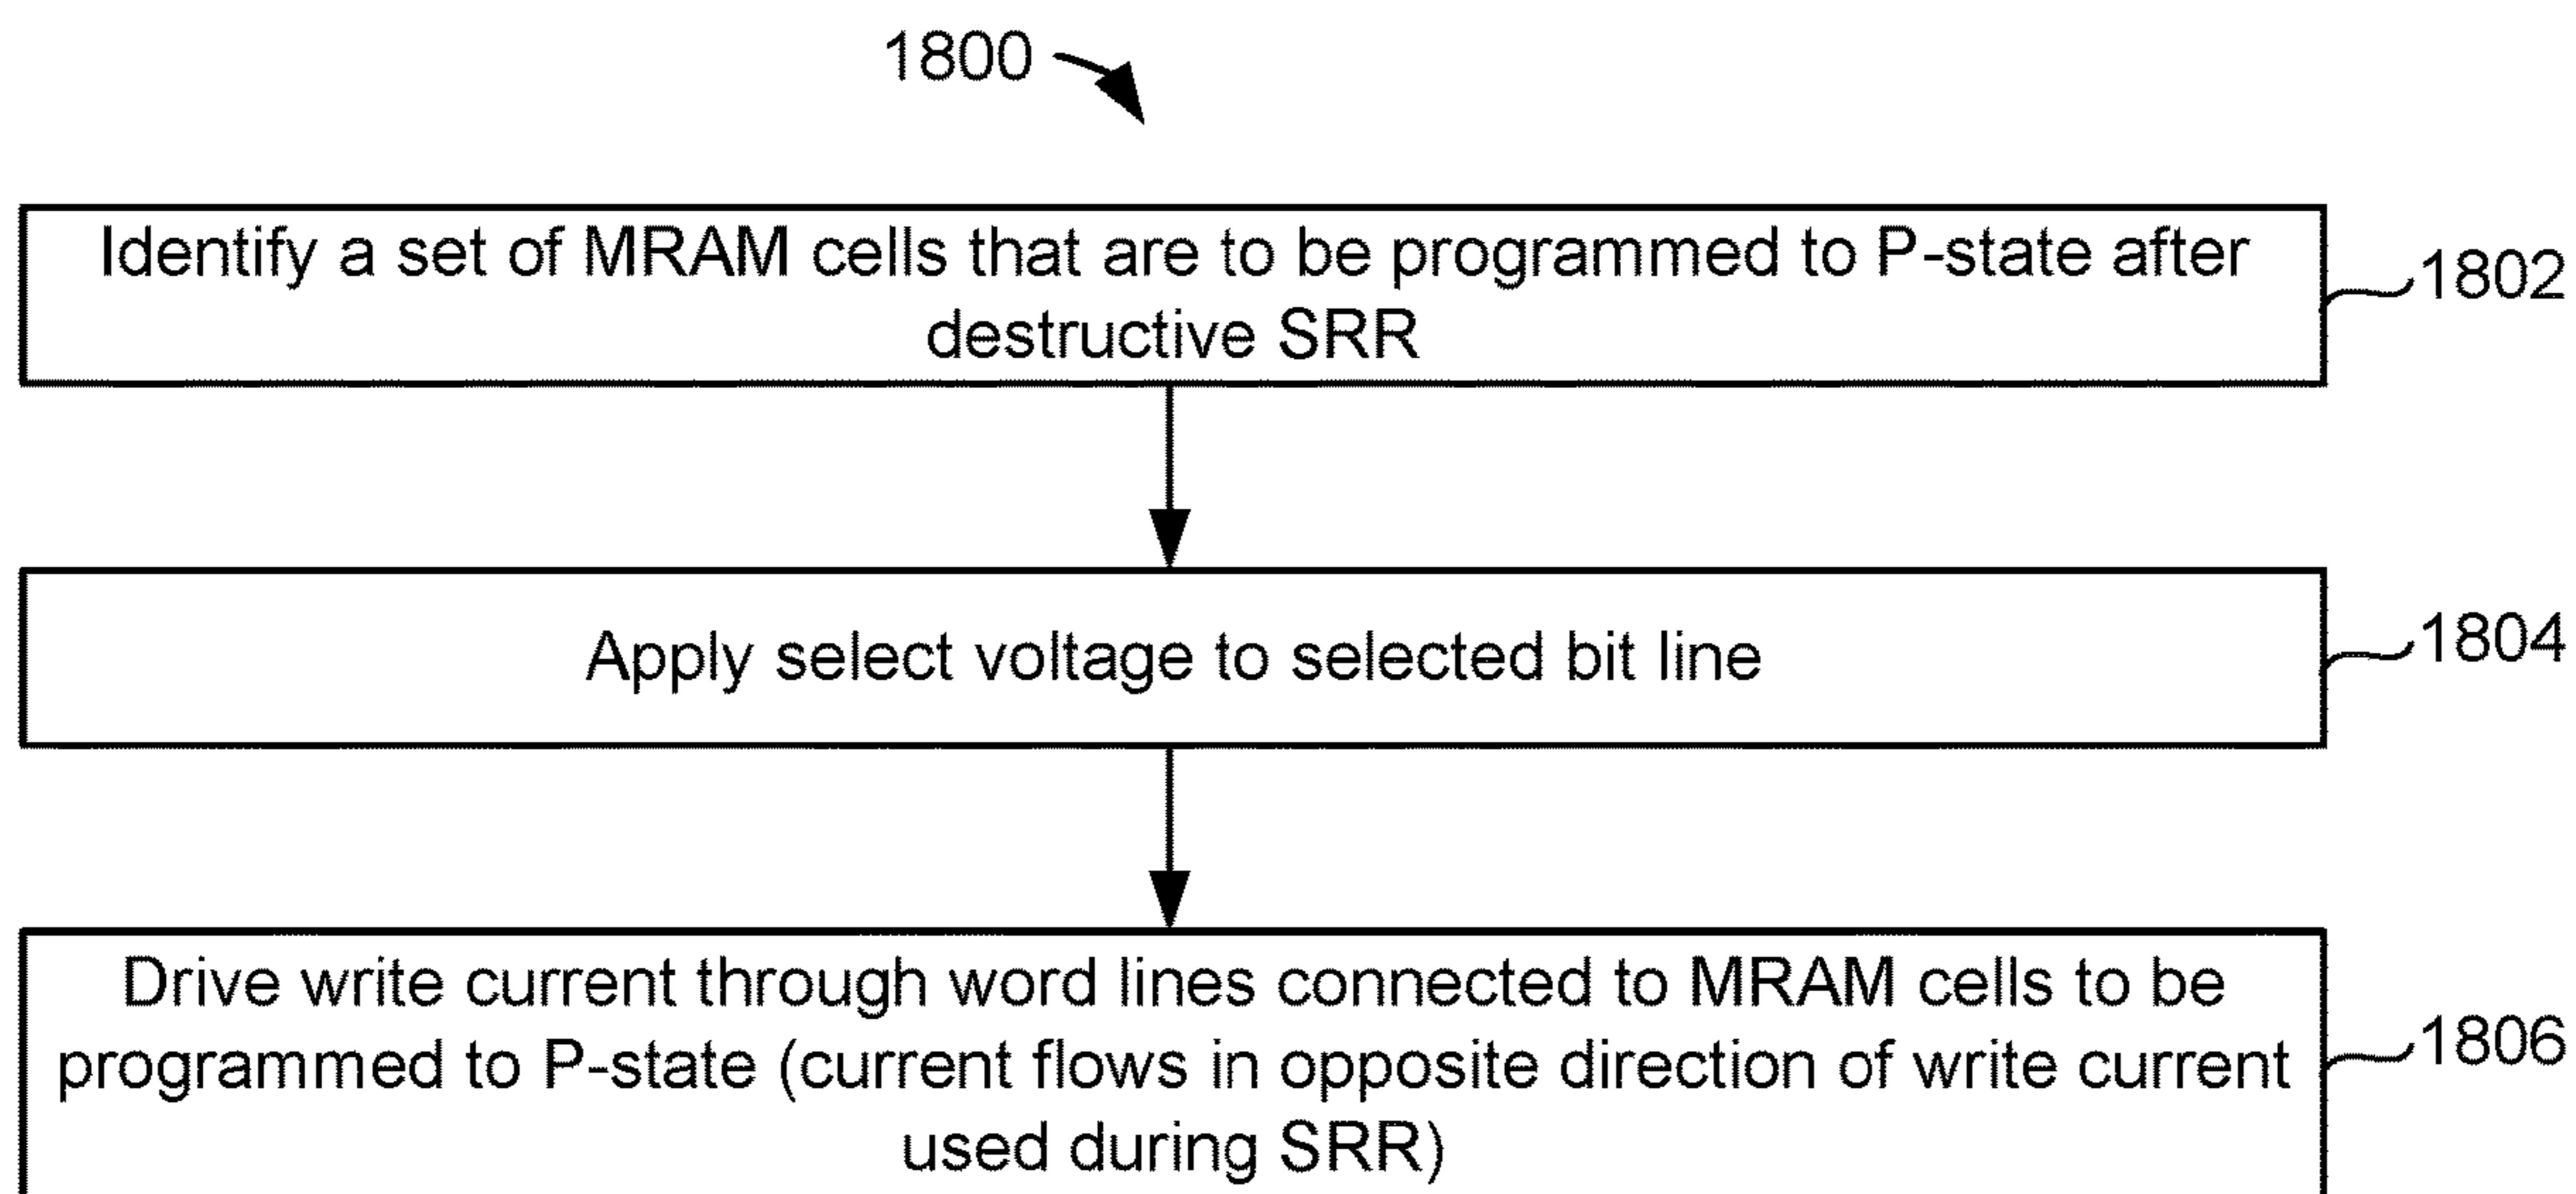 1800
Identify a set of MRAM cells that are to be programmed to P-state after
destructive SRR
1802
Apply select voltage to selected bit line
1804
Drive write current through word lines connected to MRAM cells to be
programmed to P-state (current flows in opposite direction of write current
used during SRR)
1806